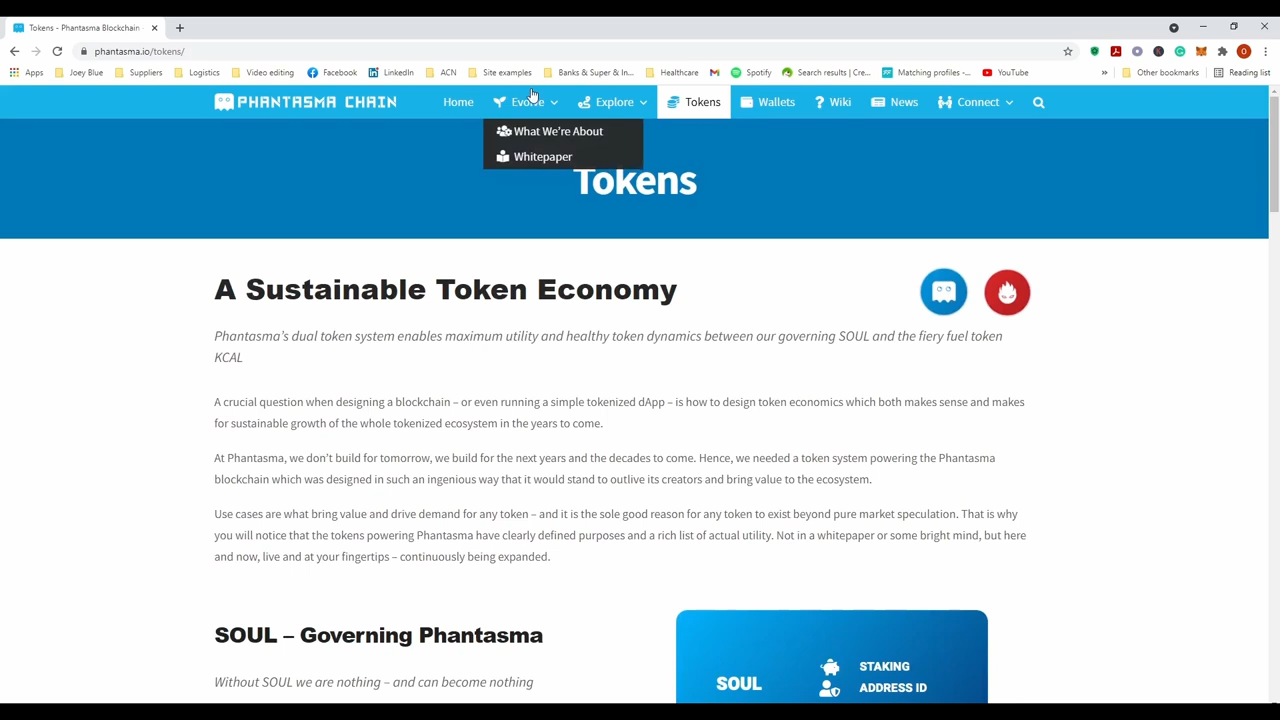 Tokens - Phantasma Blockchain
phantasma.io/tokens/
Apps
Joey Blue
Suppliers
Logistics
Video editing
Facebook
LinkedIn
ACN
Site examples
Banks & Super & In...
Healthcare
Spotify
Search results | Cre...
Matching profiles -...
YouTube
»
Other bookmarks
Reading list
PHANTASMA CHAIN
Home
Evolve
Explore
Tokens
Wallets
Wiki
News
Connect
What We're About
Whitepaper
Tokens
A Sustainable Token Economy
Phantasma's dual token system enables maximum utility and healthy token dynamics between our governing SOUL and the fiery fuel token
KCAL
A crucial question when designing a blockchain – or even running a simple tokenized dApp – is how to design token economics which both makes sense and makes
for sustainable growth of the whole tokenized ecosystem in the years to come.
At Phantasma, we don't build for tomorrow, we build for the next years and the decades to come. Hence, we needed a token system powering the Phantasma
blockchain which was designed in such an ingenious way that it would stand to outlive its creators and bring value to the ecosystem.
Use cases are what bring value and drive demand for any token – and it is the sole good reason for any token to exist beyond pure market speculation. That is why
you will notice that the tokens powering Phantasma have clearly defined purposes and a rich list of actual utility. Not in a whitepaper or some bright mind, but here
and now, live and at your fingertips – continuously being expanded.
SOUL – Governing Phantasma
Without SOUL we are nothing – and can become nothing
SOUL
STAKING
ADDRESS ID